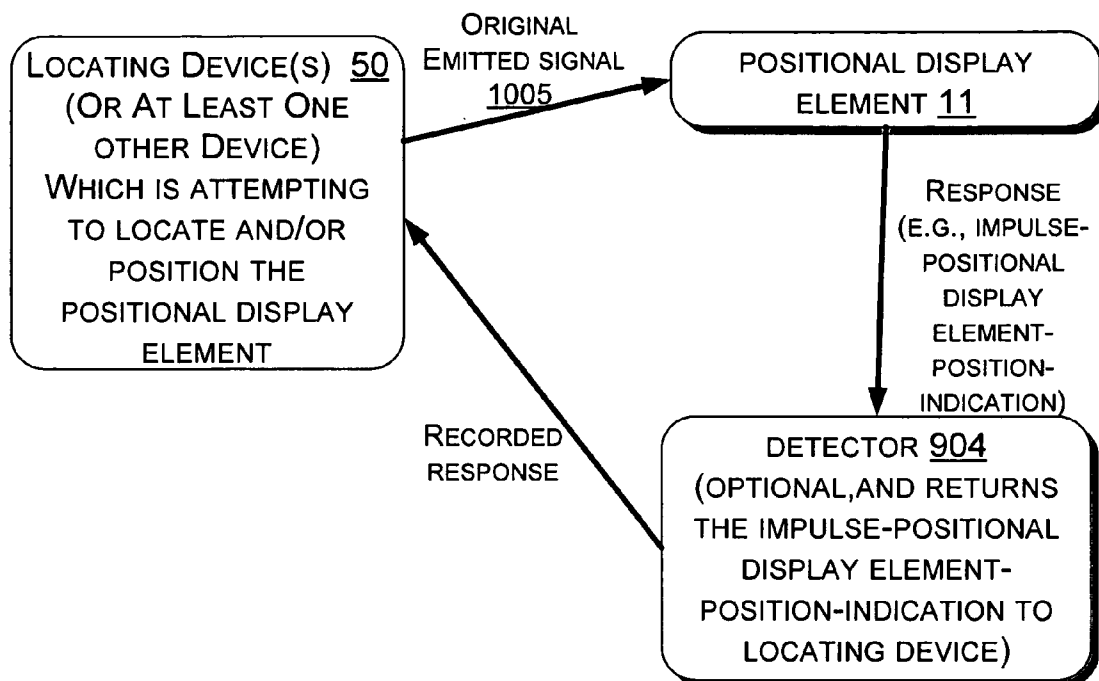 LOCATING DEVICE(S) 50
(OR AT LEAST ONE
OTHER DEVICE)
WHICH IS ATTEMPTING
TO LOCATE AND/OR
POSITION THE
POSITIONAL DISPLAY
ELEMENT
ORIGINAL
EMITTED SIGNAL
1005
POSITIONAL DISPLAY
ELEMENT 11
RESPONSE
(E.G., IMPULSE-
POSITIONAL
DISPLAY
ELEMENT-
POSITION-
INDICATION)
RECORDED
RESPONSE
DETECTOR 904
(OPTIONAL,AND RETURNS
THE IMPULSE-POSITIONAL
DISPLAY ELEMENT-
POSITION-INDICATION TO
LOCATING DEVICE)